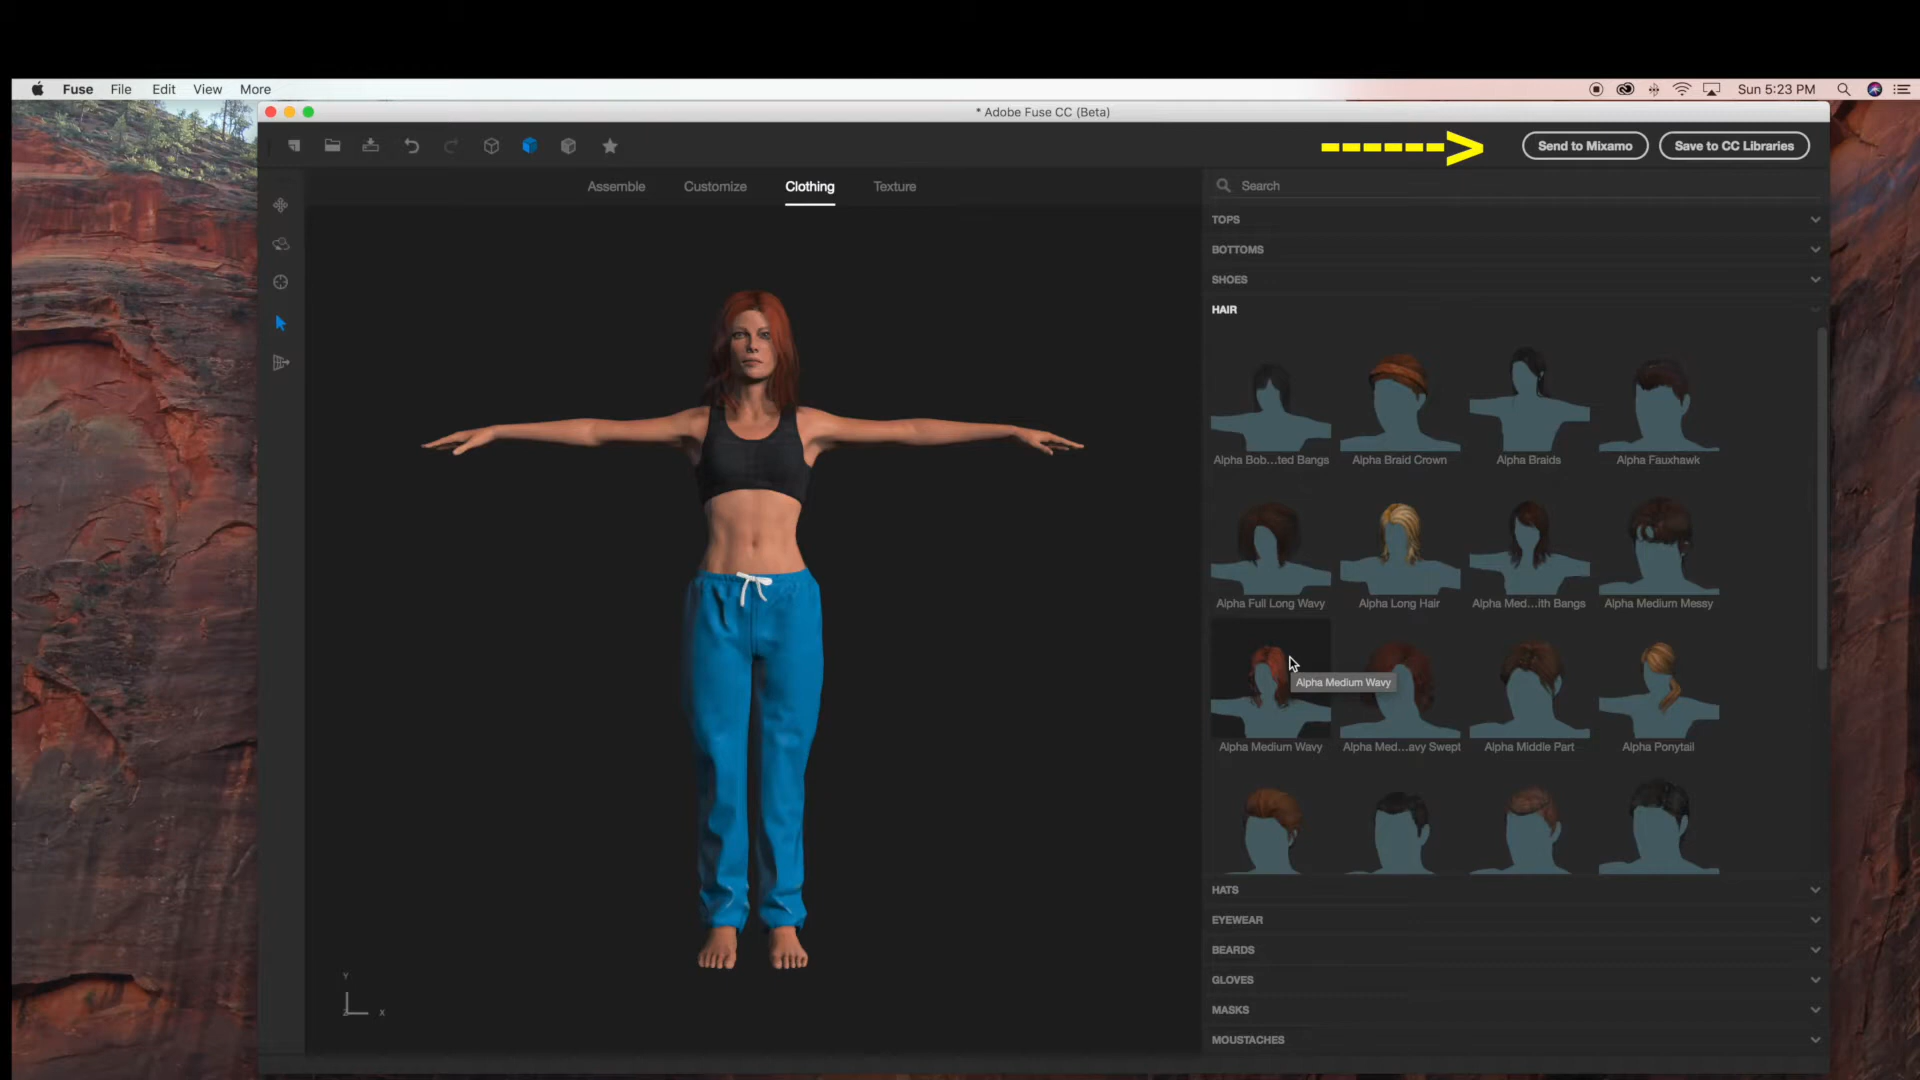 Fuse File Edit View More
Sun 5:23 PM
* Adobe Fuse CC (Beta)
Send to Mixamo
Save to CC Libraries
Assemble
Customize
Clothing
Texture
Search
TOPS
BOTTOMS
SHOES
HAIR
Alpha Bob...ted Bangs
Alpha Braid Crown
Alpha Braids
Alpha Fauxhawk
Alpha Full Long Wavy
Alpha Long Hair
Alpha Med...ith Bangs
Alpha Medium Messy
Alpha Medium Wavy
Alpha Medium Wavy
Alpha Med...avy Swept
Alpha Middle Part
Alpha Ponytail
HATS
EYEWEAR
BEARDS
GLOVES
MASKS
MOUSTACHES
Y
Z
X